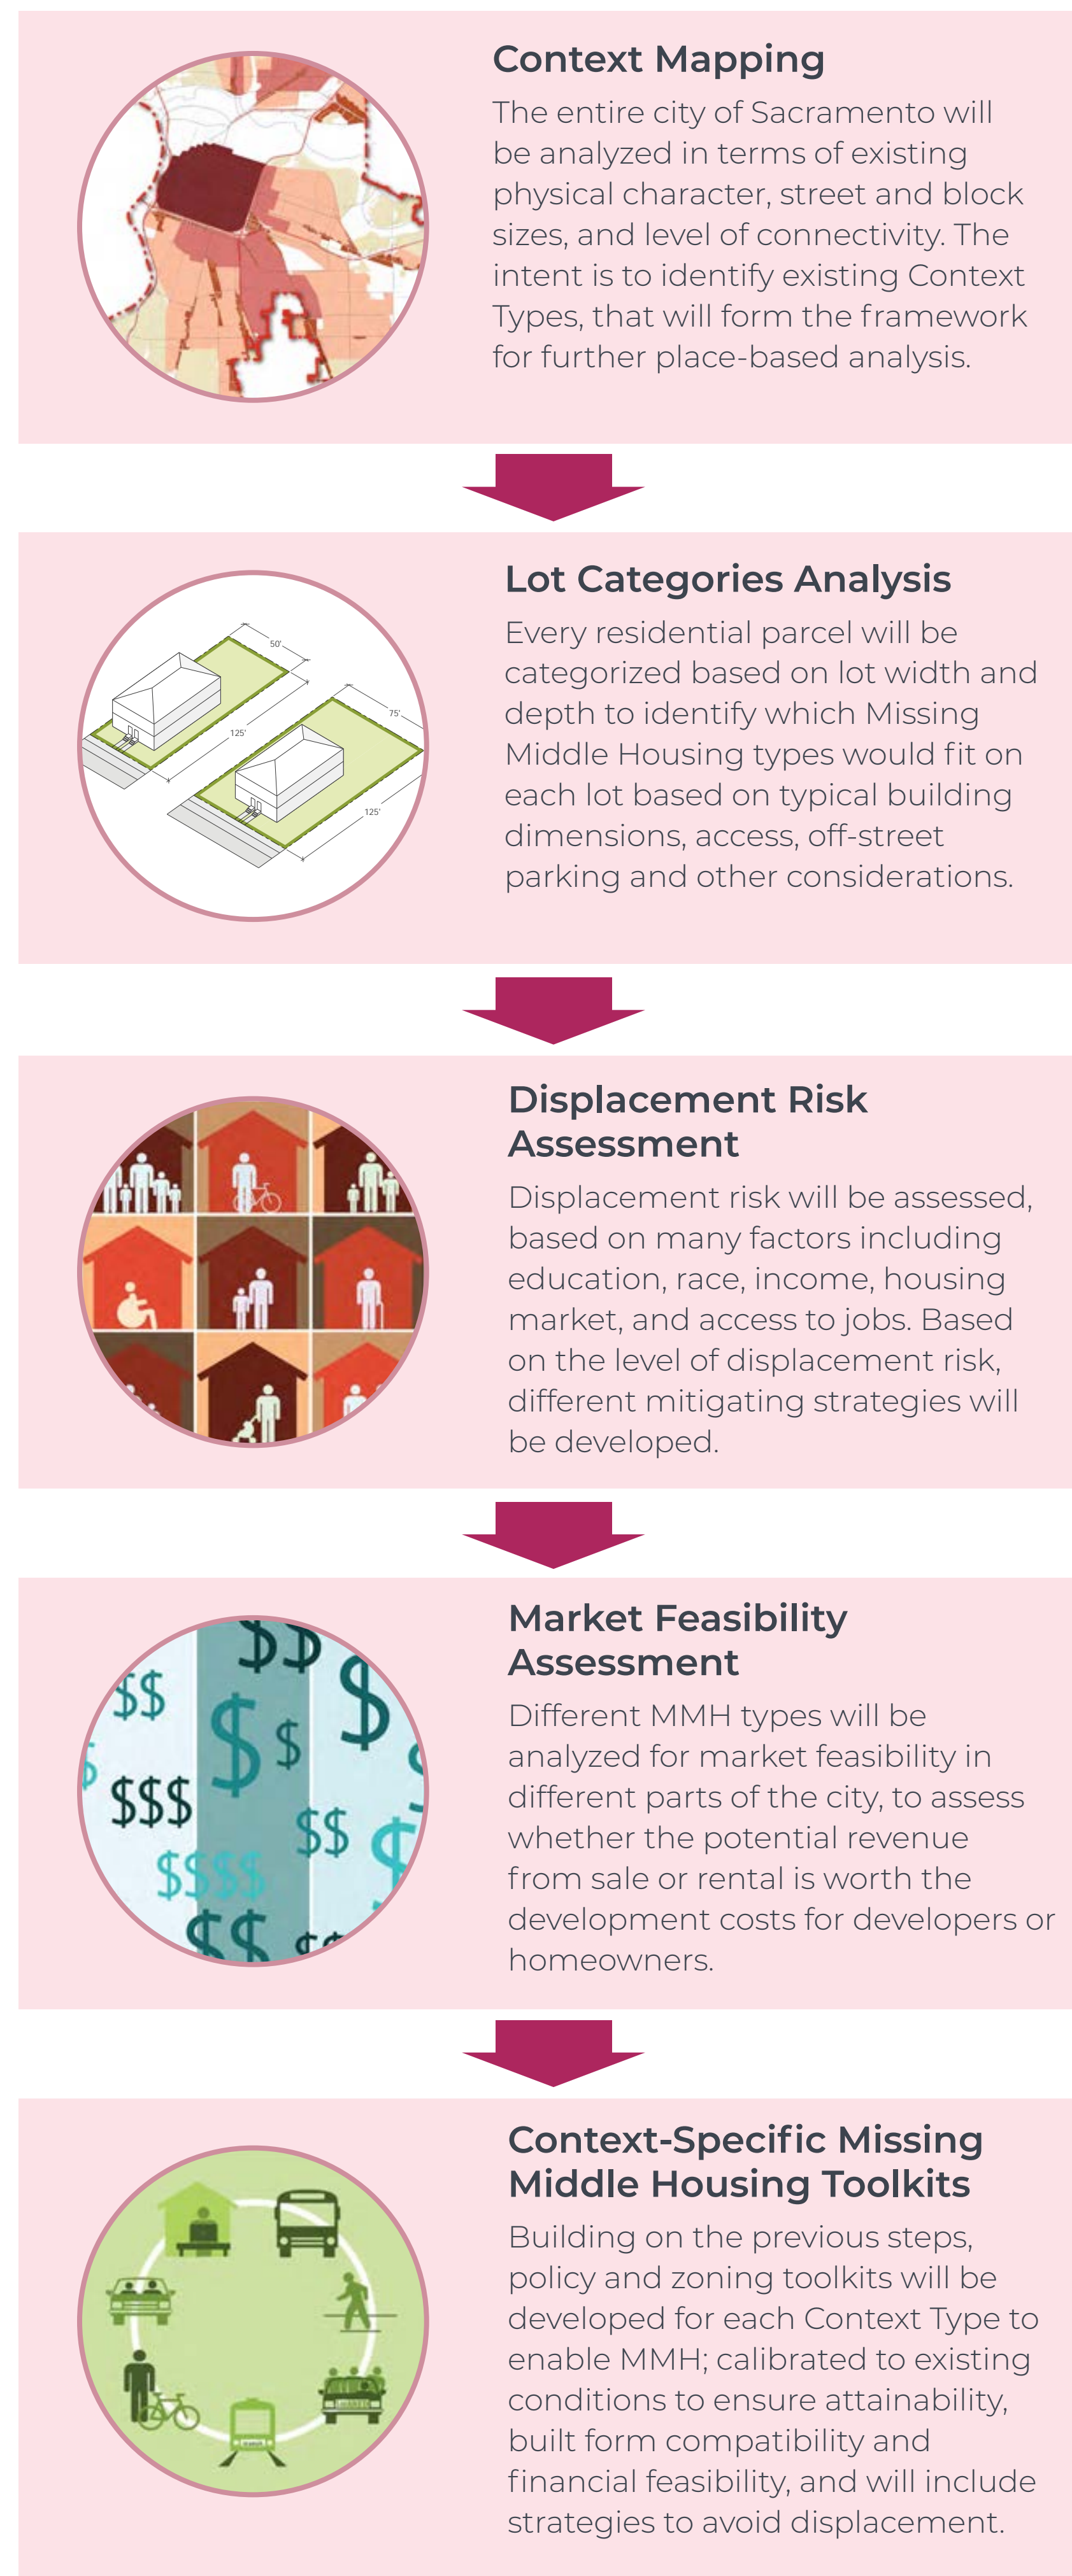 Context Mapping
The entire city of Sacramento will
be analyzed in terms of existing
physical character, street and block
sizes, and level of connectivity. The
intent is to identify existing Context
Types, that will form the framework
for further place-based analysis.
50'
125'
75'
125'
Lot Categories Analysis
Every residential parcel will be
categorized based on lot width and
depth to identify which Missing
Middle Housing types would fit on
each lot based on typical building
dimensions, access, off-street
parking and other considerations.
Displacement Risk
Assessment
Displacement risk will be assessed,
based on many factors including
education, race, income, housing
market, and access to jobs. Based
on the level of displacement risk,
different mitigating strategies will
be developed.
$$
$$
$
$
$
$$$
$$
$
$$$$
$$
Market Feasibility
Assessment
Different MMH types will be
analyzed for market feasibility in
different parts of the city, to assess
whether the potential revenue
from sale or rental is worth the
development costs for developers or
homeowners.
Context-Specific Missing
Middle Housing Toolkits
Building on the previous steps,
policy and zoning toolkits will be
developed for each Context Type to
enable MMH; calibrated to existing
conditions to ensure attainability,
built form compatibility and
financial feasibility, and will include
strategies to avoid displacement.